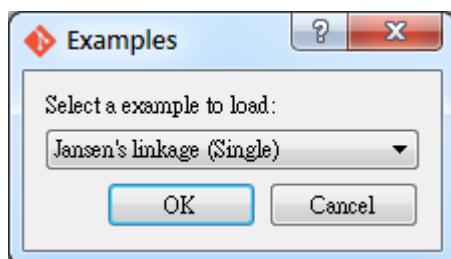 Examples
Select a example to load:
Jansen's linkage (Single)
OK Cancel